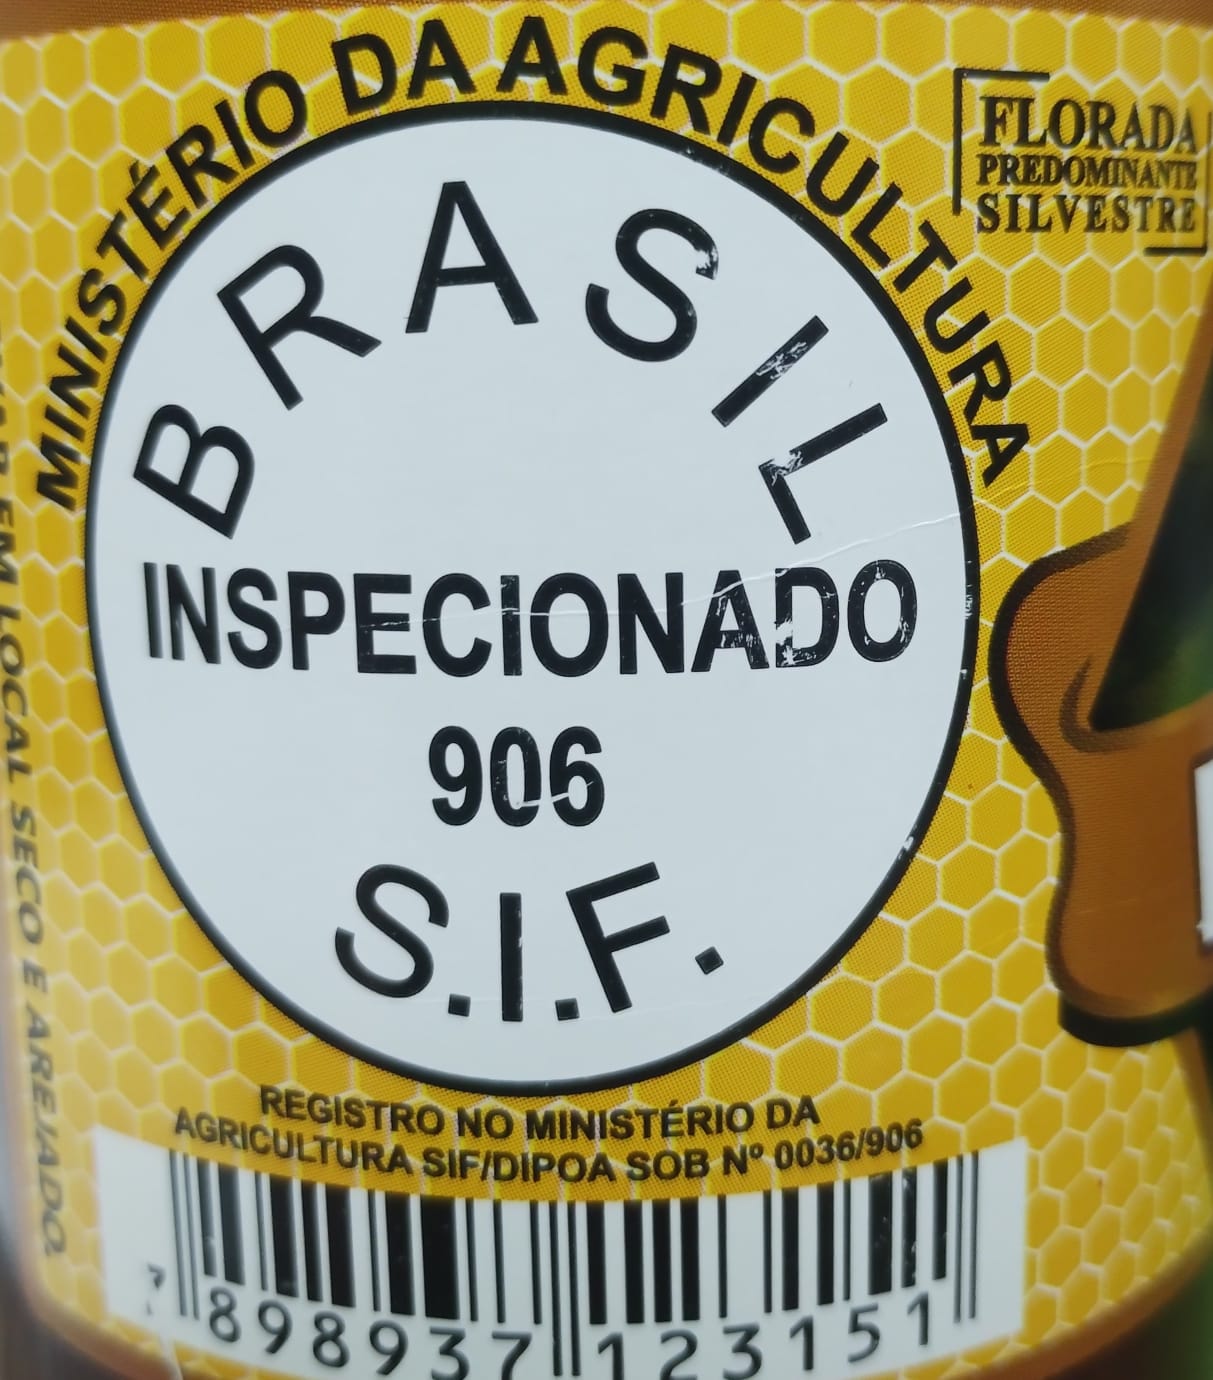 MINISTÉRIO DA AGRICULTURA
FLORADA
PREDOMINANTE
SILVESTRE
BRASIL
INSPECIONADO
906
S.I.F.
EM LOCAL SECO E AREJADO.
REGISTRO NO MINISTÉRIO DA
AGRICULTURA SIF/DIPOA SOB Nº 0036/906
7 898937 123151